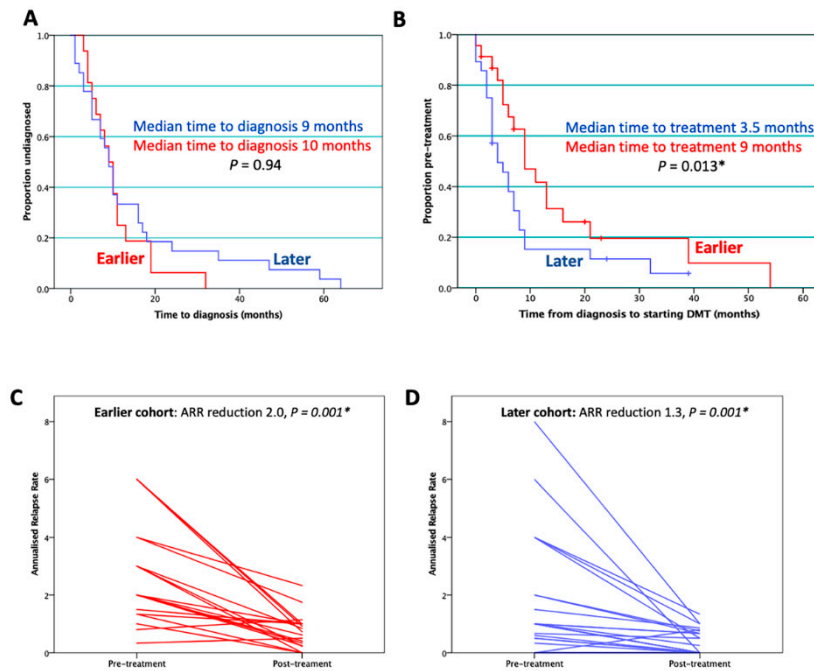 A
Proportion undiagnosed
1.0
0.8
0.6
0.4
0.2
0.0
Median time to diagnosis 9 months
Median time to diagnosis 10 months
P = 0.94
Earlier
Later
0
20
40
60
Time to diagnosis (months)
B
Proportion pre-treatment
1.0
0.8
0.6
0.4
0.2
0.0
Median time to treatment 3.5 months
Median time to treatment 9 months
P = 0.013*
Later
Earlier
0
10
20
30
40
50
60
Time from diagnosis to starting DMT (months)
C
Earlier cohort: ARR reduction 2.0, P = 0.001*
Annualised Relapse Rate
8
6
4
2
0
Pre-treatment
Post-treament
D
Later cohort: ARR reduction 1.3, P = 0.001*
Annualised Relapse Rate
8
6
4
2
0
Pre-treatment
Post-treament